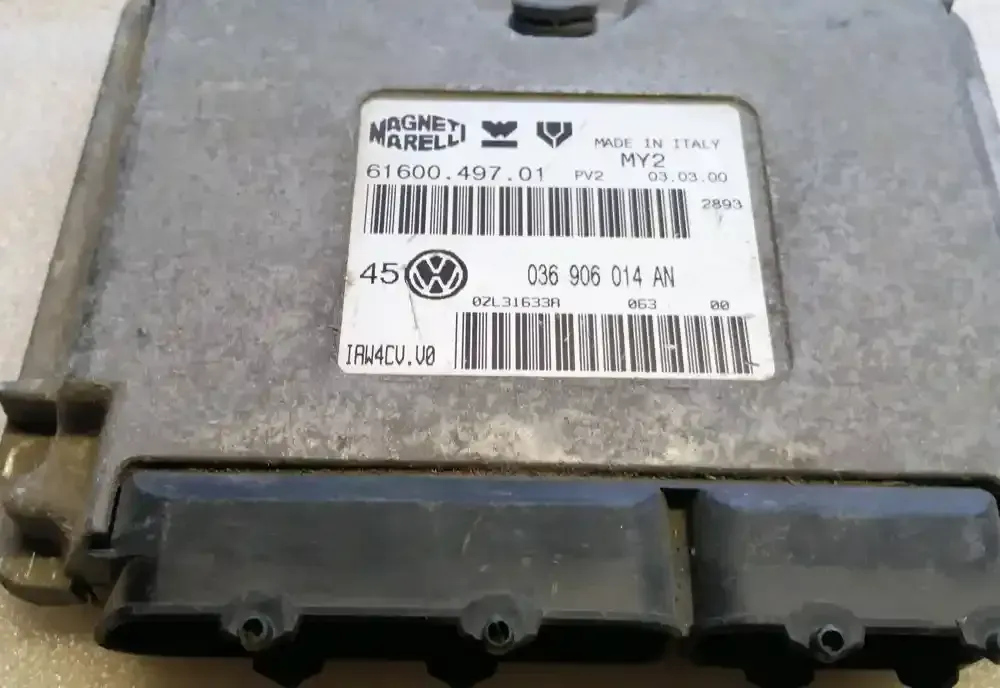 MAGNETI
MARELLI
MADE IN ITALY
MY2
61600.497.01 PV2 03.03.00
2893
45 036 906 014 AN
0ZL31633A 063 00
IAW4CV.V0